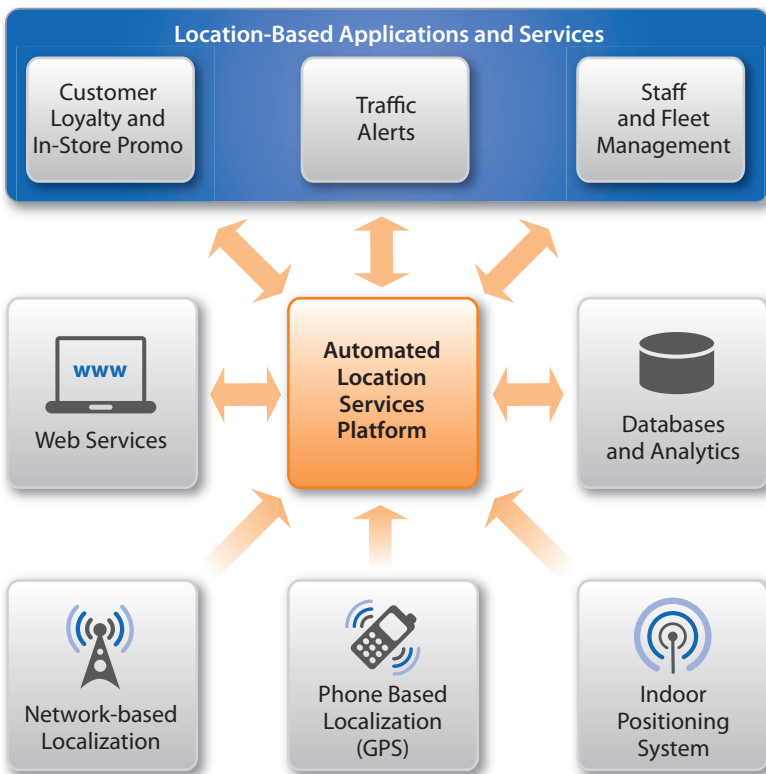 Location-Based Applications and Services
Customer
Loyalty and
In-Store Promo
Traffic
Alerts
Staff
and Fleet
Management
www
Web Services
Automated
Location
Services
Platform
Databases
and Analytics
Network-based
Localization
Phone Based
Localization
(GPS)
Indoor
Positioning
System